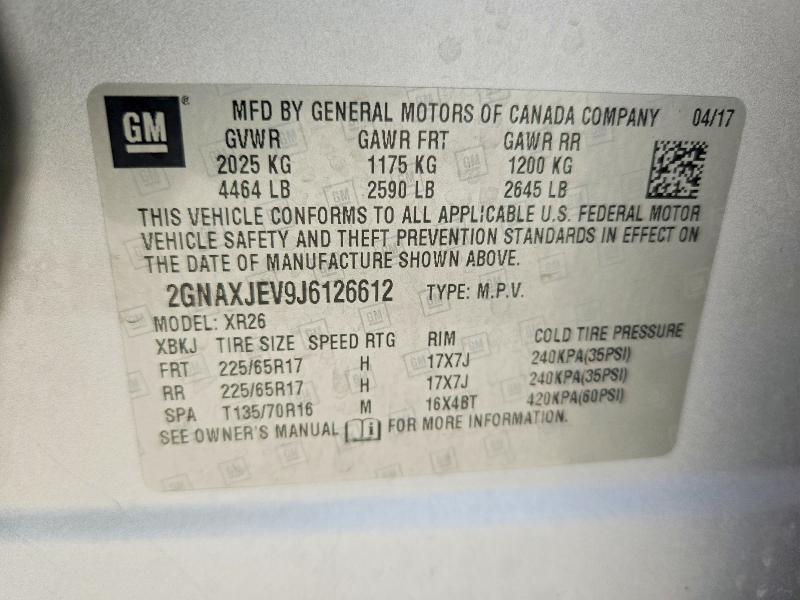 GM ® MFD BY GENERAL MOTORS OF CANADA COMPANY 04/17
GVWR GAWR FRT GAWR RR
2025 KG 1175 KG 1200 KG
4464 LB 2590 LB 2645 LB
THIS VEHICLE CONFORMS TO ALL APPLICABLE U.S. FEDERAL MOTOR
VEHICLE SAFETY AND THEFT PREVENTION STANDARDS IN EFFECT ON
THE DATE OF MANUFACTURE SHOWN ABOVE.
2GNAXJEV9J6126612 TYPE: M.P.V.
MODEL: XR26
XBKJ TIRE SIZE SPEED RTG RIM COLD TIRE PRESSURE
FRT 225/65R17 H 17X7J 240KPA(35PSI)
RR 225/65R17 H 17X7J 240KPA(35PSI)
SPA T135/70R16 M 16X4BT 420KPA(60PSI)
SEE OWNER'S MANUAL i FOR MORE INFORMATION.